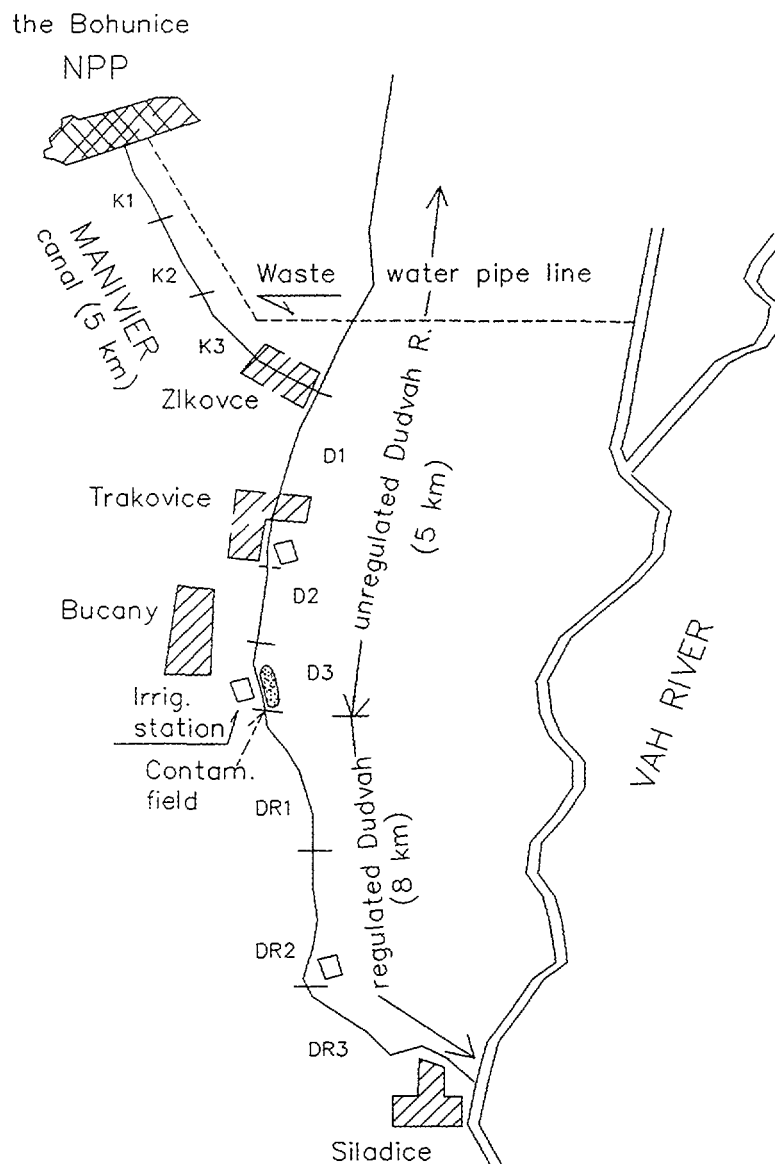 the Bohunice
NPP
K1
MANIVIER
canal (5 km)
K2
Waste water pipe line
K3
Zlkovce
unregulated Dudvah R.
(5 km)
D1
Trakovice
D2
Bucany
D3
Irrig.
station
Contam.
field
VAH RIVER
DR1
regulated Dudvah
(8 km)
DR2
DR3
Siladice